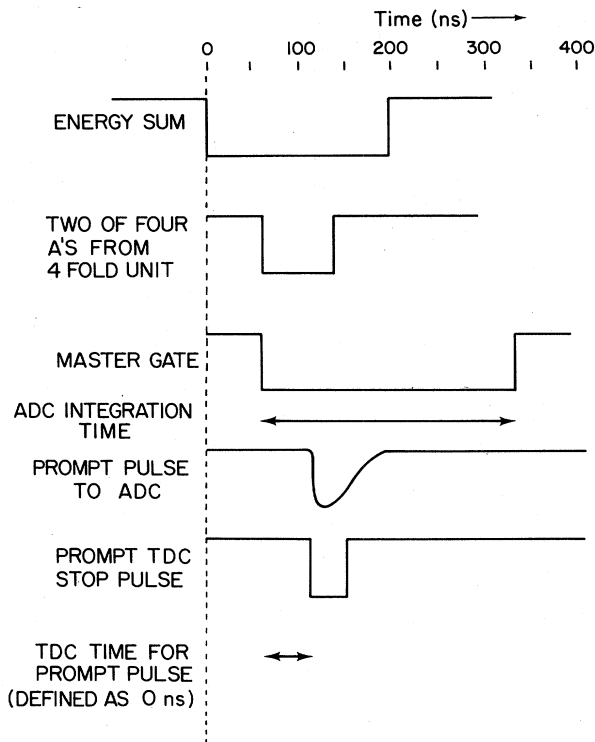 Time (ns)
0 100 200 300 400
ENERGY SUM
TWO OF FOUR
A'S FROM
4 FOLD UNIT
MASTER GATE
ADC INTEGRATION
TIME
PROMPT PULSE
TO ADC
PROMPT TDC
STOP PULSE
TDC TIME FOR
PROMPT PULSE
(DEFINED AS 0 ns)